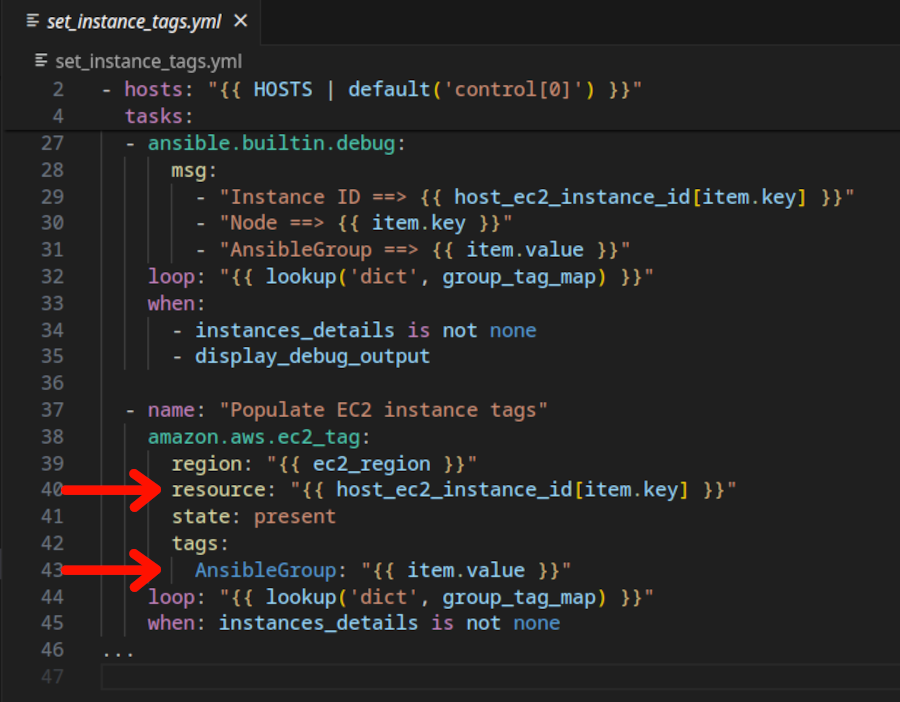 set_instance_tags.yml ×
set_instance_tags.yml
2 - hosts: "{{ HOSTS | default('control[0]') }}"
4 tasks:
27 - ansible.builtin.debug:
28 msg:
29 - "Instance ID ==> {{ host_ec2_instance_id[item.key] }}"
30 - "Node ==> {{ item.key }}"
31 - "AnsibleGroup ==> {{ item.value }}"
32 loop: "{{ lookup('dict', group_tag_map) }}"
33 when:
34 - instances_details is not none
35 - display_debug_output
36
37 - name: "Populate EC2 instance tags"
38 amazon.aws.ec2_tag:
39 region: "{{ ec2_region }}"
40 resource: "{{ host_ec2_instance_id[item.key] }}"
41 state: present
42 tags:
43 AnsibleGroup: "{{ item.value }}"
44 loop: "{{ lookup('dict', group_tag_map) }}"
45 when: instances_details is not none
46 ...
47